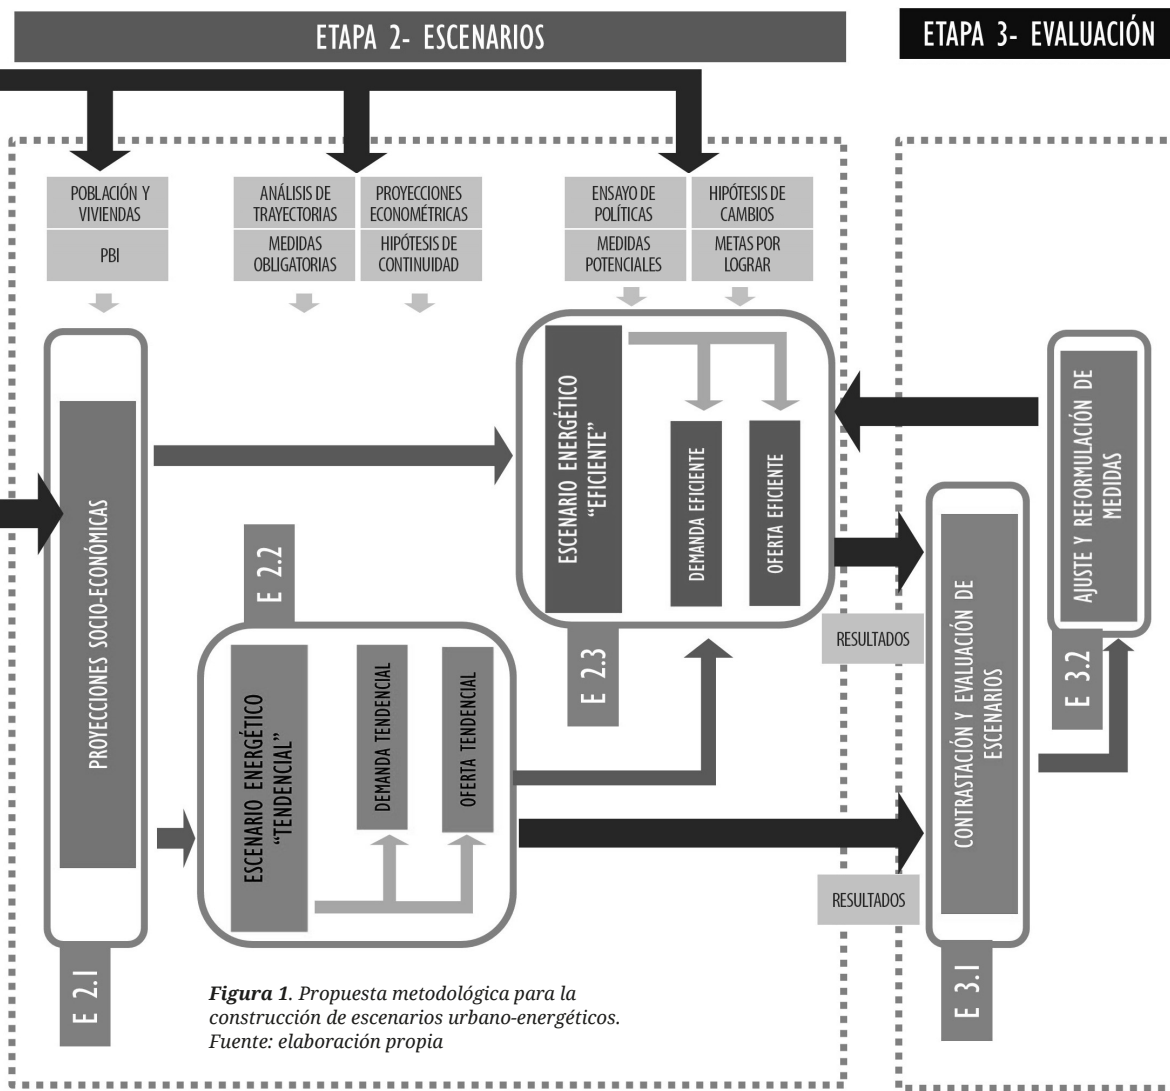 ETAPA 2- ESCENARIOS
ETAPA 3- EVALUACIÓN
POBLACIÓN Y
VIVIENDAS
PBI
ANÁLISIS DE
TRAYECTORIAS
PROYECCIONES
ECONOMÉTRICAS
MEDIDAS
OBLIGATORIAS
HIPÓTESIS DE
CONTINUIDAD
ENSAYO DE
POLÍTICAS
HIPÓTESIS DE
CAMBIOS
MEDIDAS
POTENCIALES
METAS POR
LOGRAR
PROYECCIONES SOCIO-ECONÓMICAS
E 2.1
E 2.2
ESCENARIO ENERGÉTICO
“TENDENCIAL”
DEMANDA TENDENCIAL
OFERTA TENDENCIAL
ESCENARIO ENERGÉTICO
“EFICIENTE”
DEMANDA EFICIENTE
OFERTA EFICIENTE
E 2.3
RESULTADOS
RESULTADOS
CONTRASTACIÓN Y EVALUACIÓN DE
ESCENARIOS
E 3.1
AJUSTE Y REFORMULACIÓN DE
MEDIDAS
E 3.2
Figura 1. Propuesta metodológica para la
construcción de escenarios urbano-energéticos.
Fuente: elaboración propia